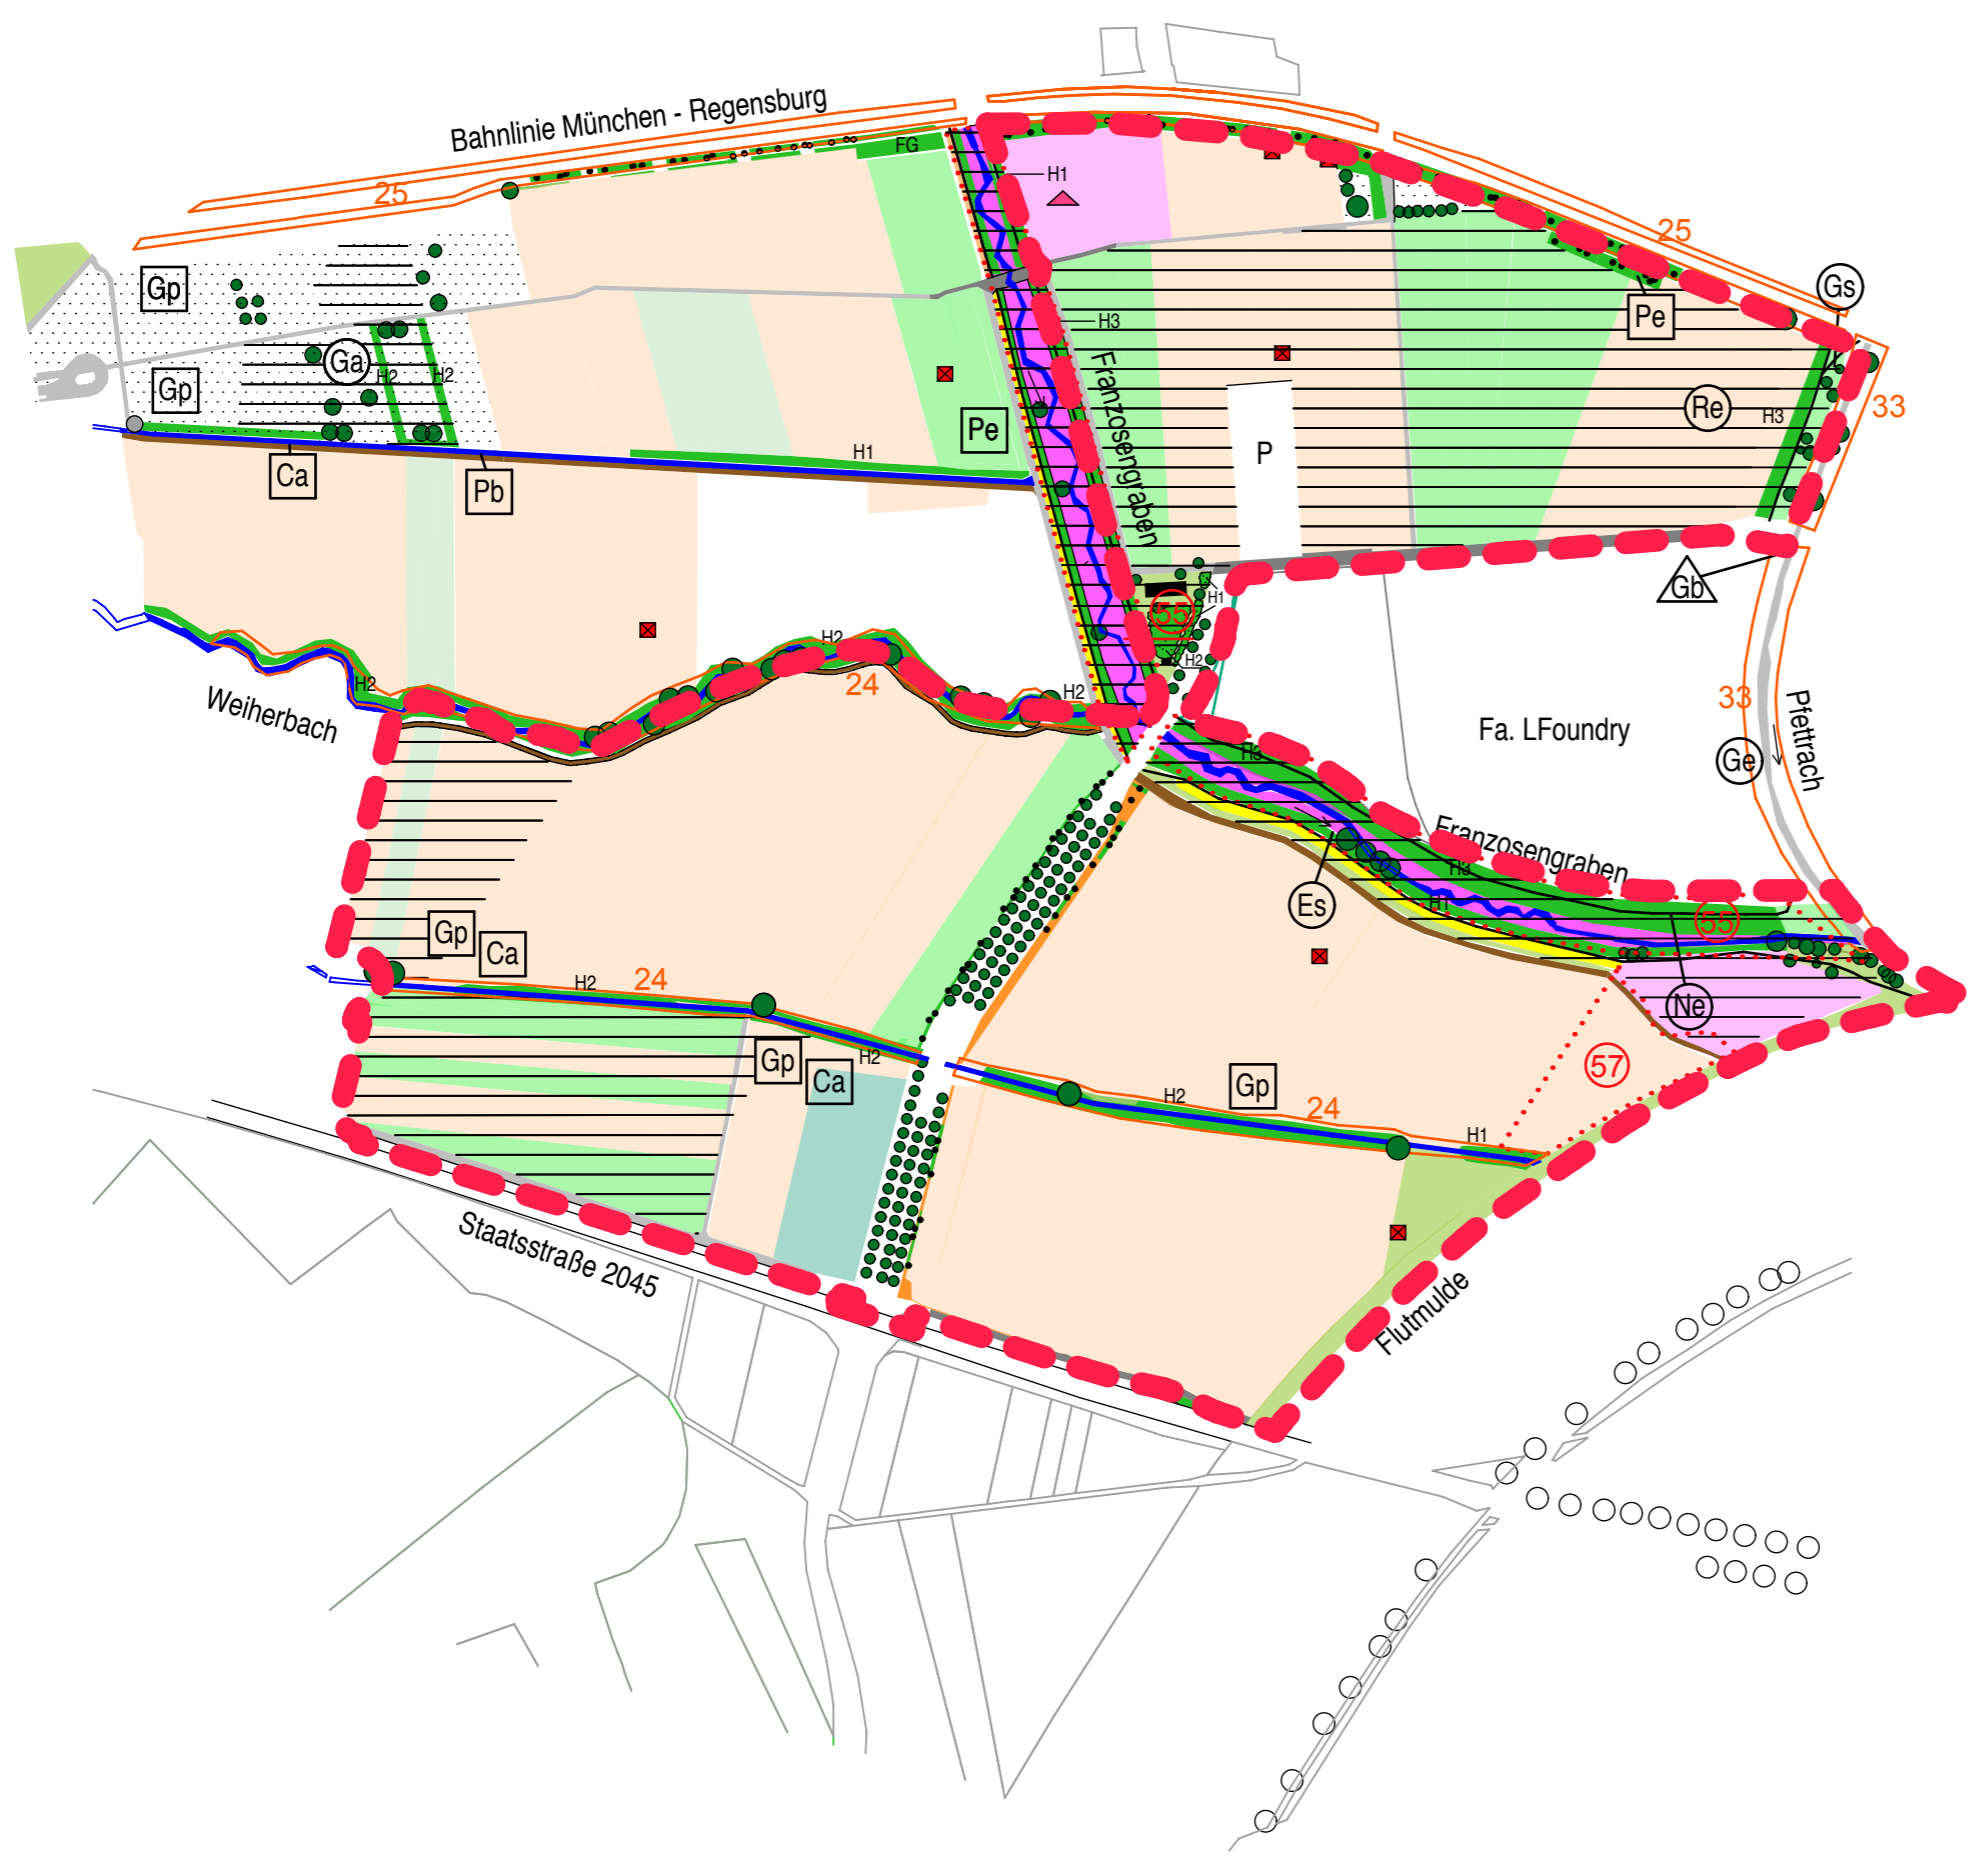 Bahnlinie München - Regensburg
FG
25
H1
25
Gp
Gs
Pe
H3
Ga
H2
H2
Gp
Re
33
H3
Pe
Franzosengraben
P
H1
Ca
Pb
Gb
55
H1
H2
H2
24
H2
H2
Weiherbach
33
Pfettrach
Fa. LFoundry
Ge
H3
Franzosengraben
H3
Es
H1
55
Gp
Ca
H2
24
Ne
H2
Gp
Ca
57
Gp
H2
24
H1
Staatsstraße 2045
Flutmulde